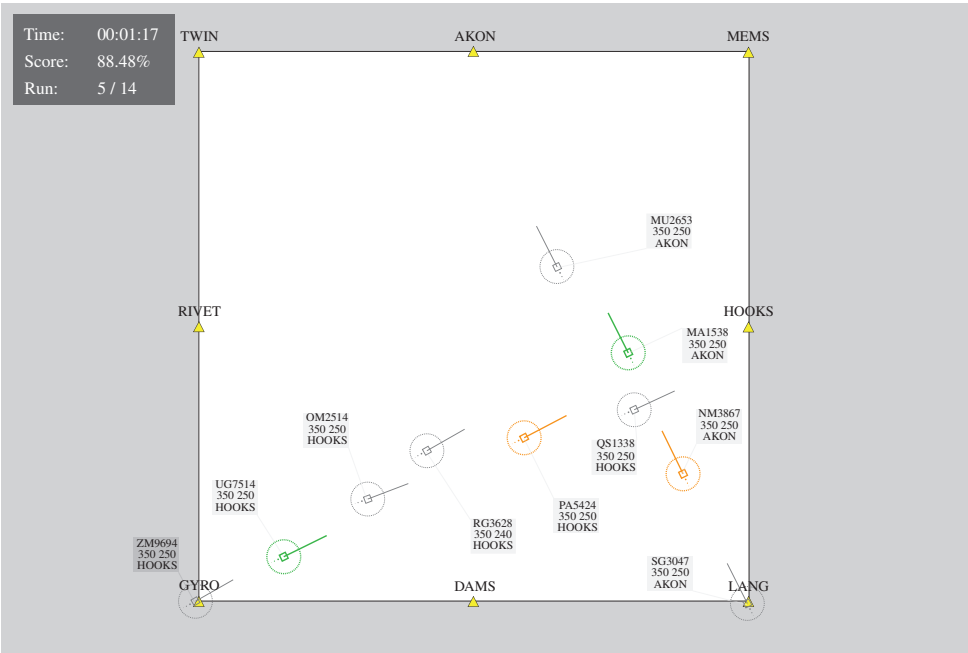 Time: 00:01:17
Score: 88.48%
Run: 5 / 14
TWIN
AKON
MEMS
MU2653
350 250
AKON
RIVET
HOOKS
MA1538
350 250
AKON
OM2514
350 250
HOOKS
NM3867
350 250
AKON
QS1338
350 250
HOOKS
UG7514
350 250
HOOKS
PA5424
350 250
HOOKS
RG3628
350 240
HOOKS
ZM9694
350 250
HOOKS
SG3047
350 250
AKON
GYRO
DAMS
LANG